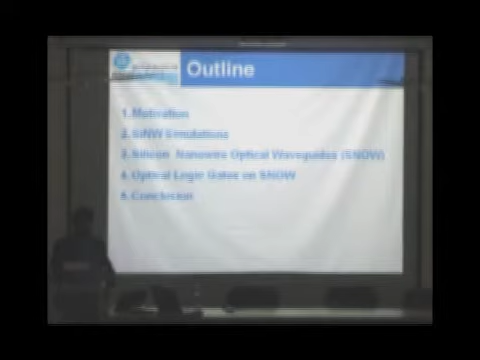 Outline
1. Motivation
2. SiNW Simulations
3. Silicon Nanowire Optical Waveguides (SNOW)
4. Optical Logic Gates on SNOW
5. Conclusion